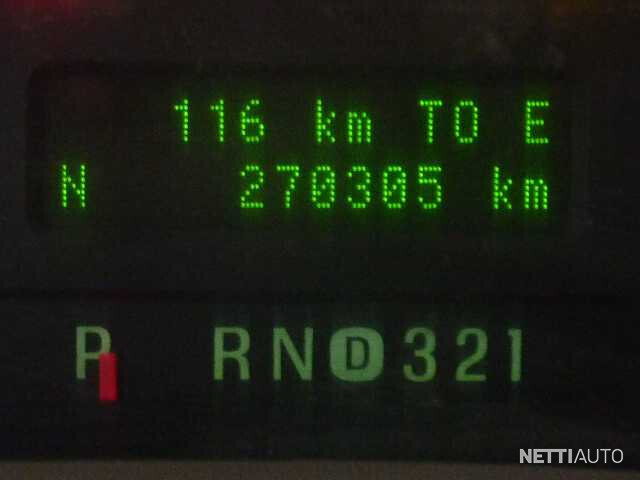 116 km TO E
N 270305 km
P RND321
NETTIAUTO